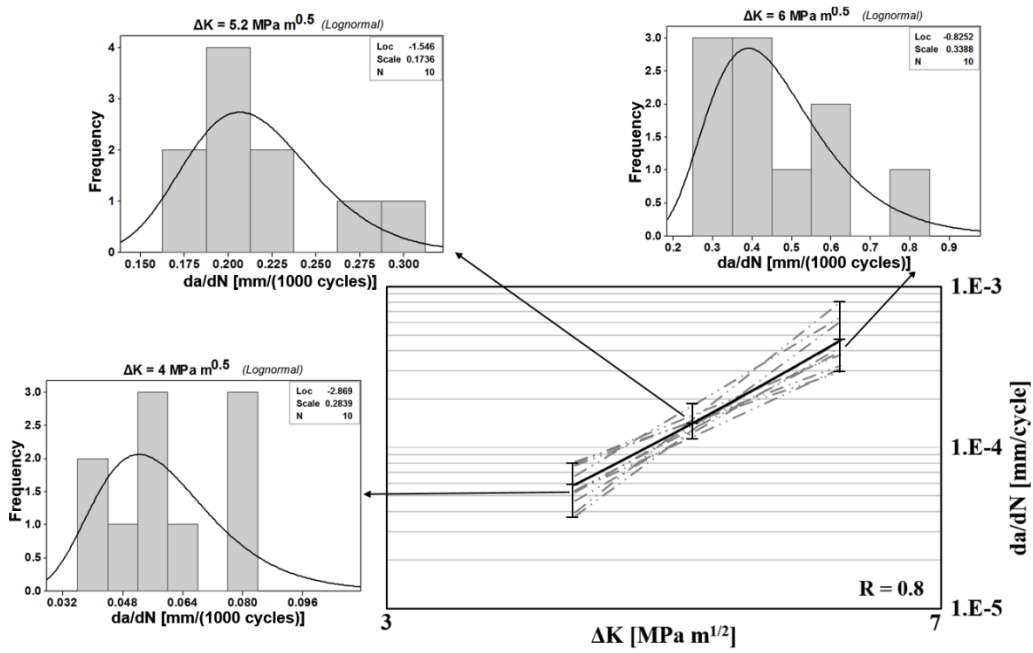 ΔK = 5.2 MPa m^0.5 (Lognormal)
Loc -1.546
Scale 0.1736
N 10
Frequency
4
3
2
1
0
0.150 0.175 0.200 0.225 0.250 0.275 0.300
da/dN [mm/(1000 cycles)]
ΔK = 6 MPa m^0.5 (Lognormal)
Loc -0.8252
Scale 0.3388
N 10
Frequency
3.0
2.5
2.0
1.5
1.0
0.5
0.0
0.2 0.3 0.4 0.5 0.6 0.7 0.8 0.9
da/dN [mm/(1000 cycles)]
ΔK = 4 MPa m^0.5 (Lognormal)
Loc -2.869
Scale 0.2839
N 10
Frequency
3.0
2.5
2.0
1.5
1.0
0.5
0.0
0.032 0.048 0.064 0.080 0.096
da/dN [mm/(1000 cycles)]
1.E-3
1.E-4
1.E-5
da/dN [mm/cycle]
R = 0.8
3 7
ΔK [MPa m^1/2]